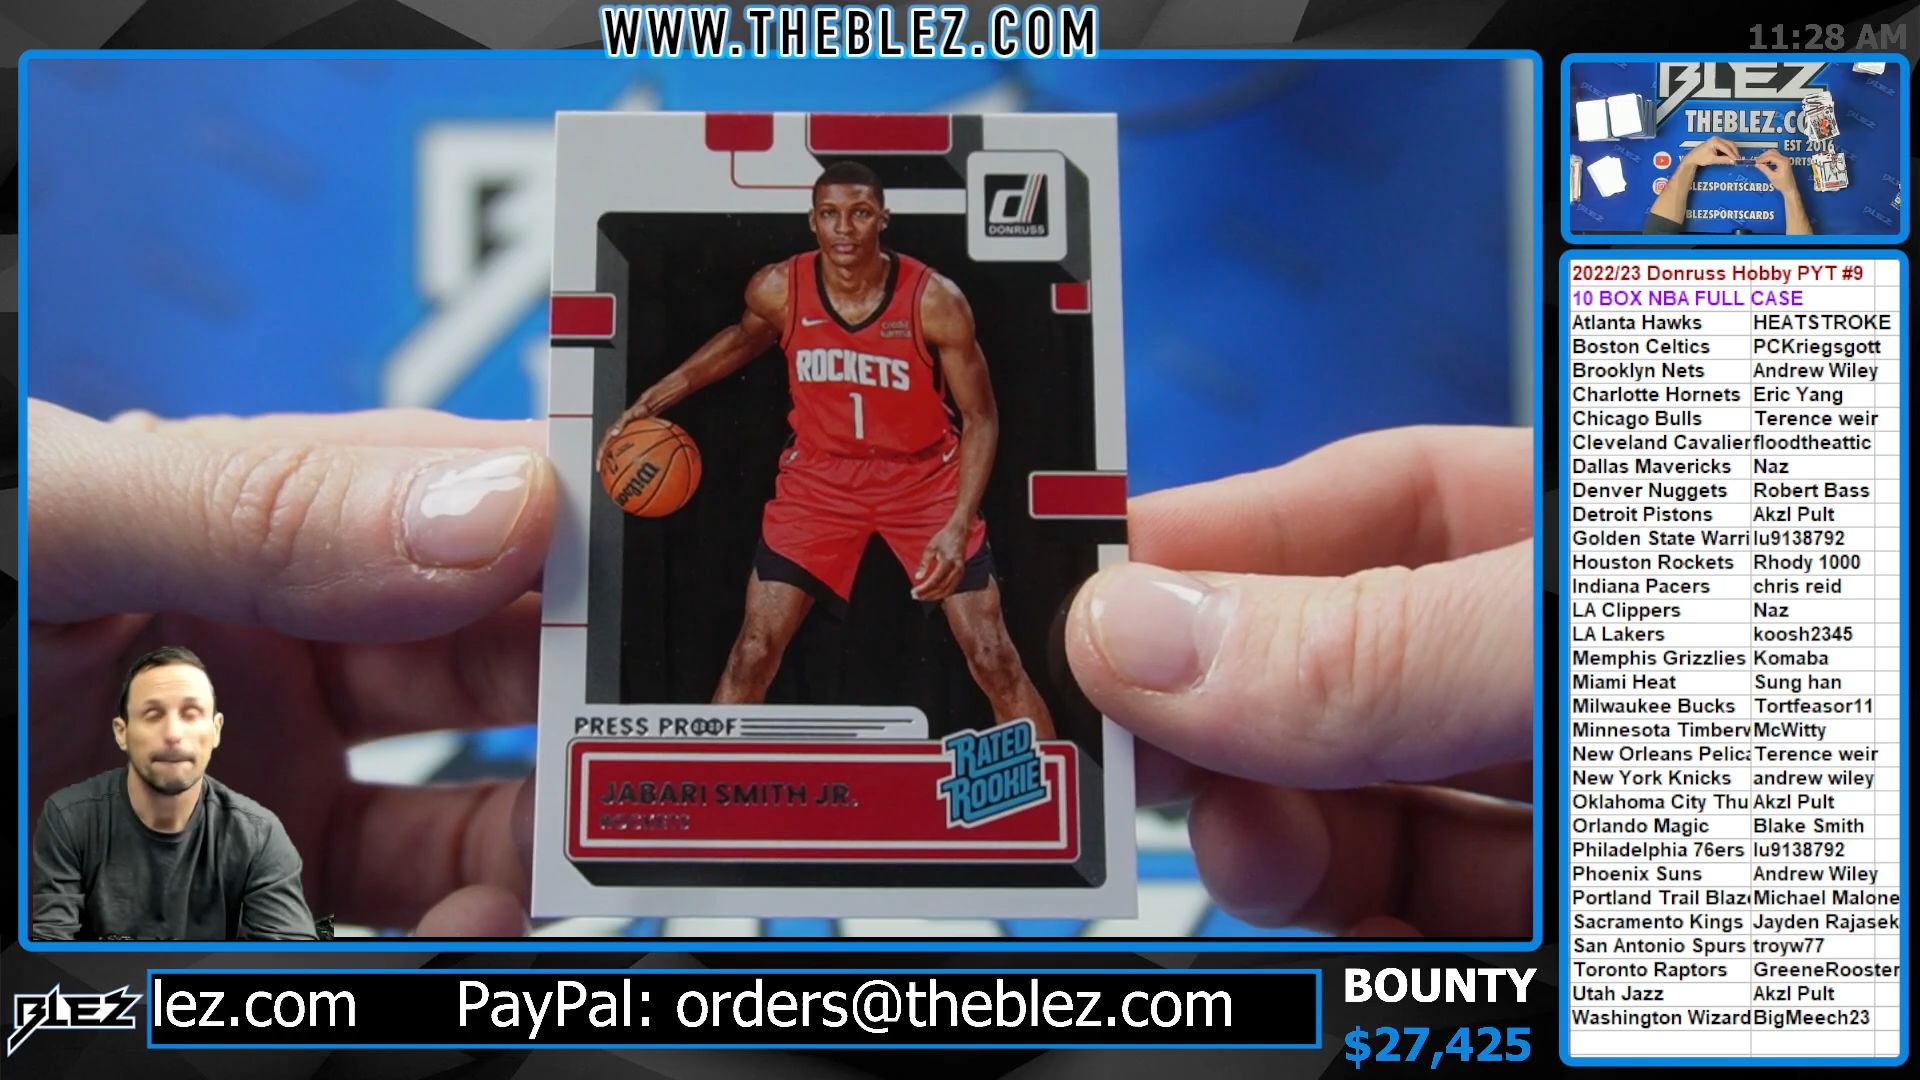 WWW.THEBLEZ.COM
11:28 AM
BLEZ
THEBLEZ.CO
EST 2016
BLEZSPORTSCARDS
BLEZSPORTSCARDS
DONRUSS
credit karma
ROCKETS
1
Wilson
PRESS PROOF
RATED ROOKIE
JABARI SMITH JR.
ROCKETS
2022/23 Donruss Hobby PYT #9
10 BOX NBA FULL CASE
Atlanta Hawks HEATSTROKE
Boston Celtics PCKriegsgott
Brooklyn Nets Andrew Wiley
Charlotte Hornets Eric Yang
Chicago Bulls Terence weir
Cleveland Cavalier floodtheattic
Dallas Mavericks Naz
Denver Nuggets Robert Bass
Detroit Pistons Akzl Pult
Golden State Warri lu9138792
Houston Rockets Rhody 1000
Indiana Pacers chris reid
LA Clippers Naz
LA Lakers koosh2345
Memphis Grizzlies Komaba
Miami Heat Sung han
Milwaukee Bucks Tortfeasor11
Minnesota Timberv McWitty
New Orleans Pelica Terence weir
New York Knicks andrew wiley
Oklahoma City Thu Akzl Pult
Orlando Magic Blake Smith
Philadelphia 76ers lu9138792
Phoenix Suns Andrew Wiley
Portland Trail Blaze Michael Malone
Sacramento Kings Jayden Rajasek
San Antonio Spurs troyw77
Toronto Raptors GreeneRooster
Utah Jazz Akzl Pult
Washington Wizard BigMeech23
BLEZ
lez.com PayPal: orders@theblez.com
BOUNTY
$27,425